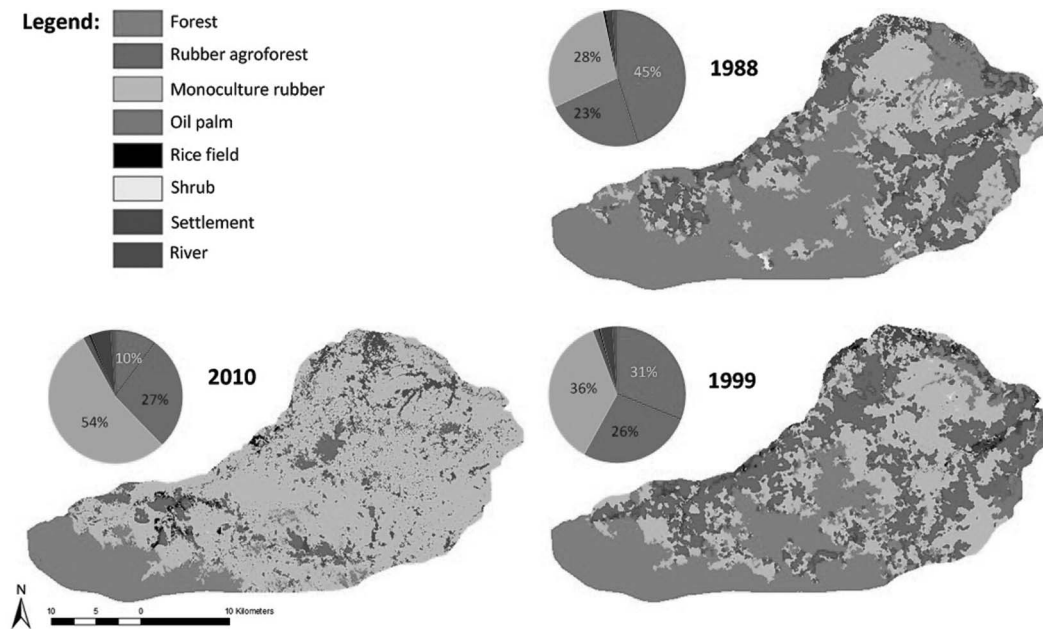 Legend:
Forest
Rubber agroforest
Monoculture rubber
Oil palm
Rice field
Shrub
Settlement
River
28%
45%
23%
1988
10%
27%
54%
2010
36%
31%
26%
1999
N
10 5 0 10 Kilometers